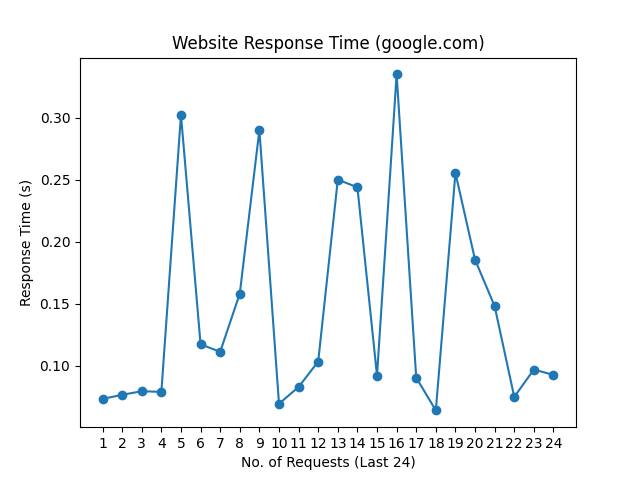 Website Response Time (google.com)
0.30
0.25
0.20
0.15
0.10
Response Time (s)
1 2 3 4 5 6 7 8 9 10 11 12 13 14 15 16 17 18 19 20 21 22 23 24
No. of Requests (Last 24)